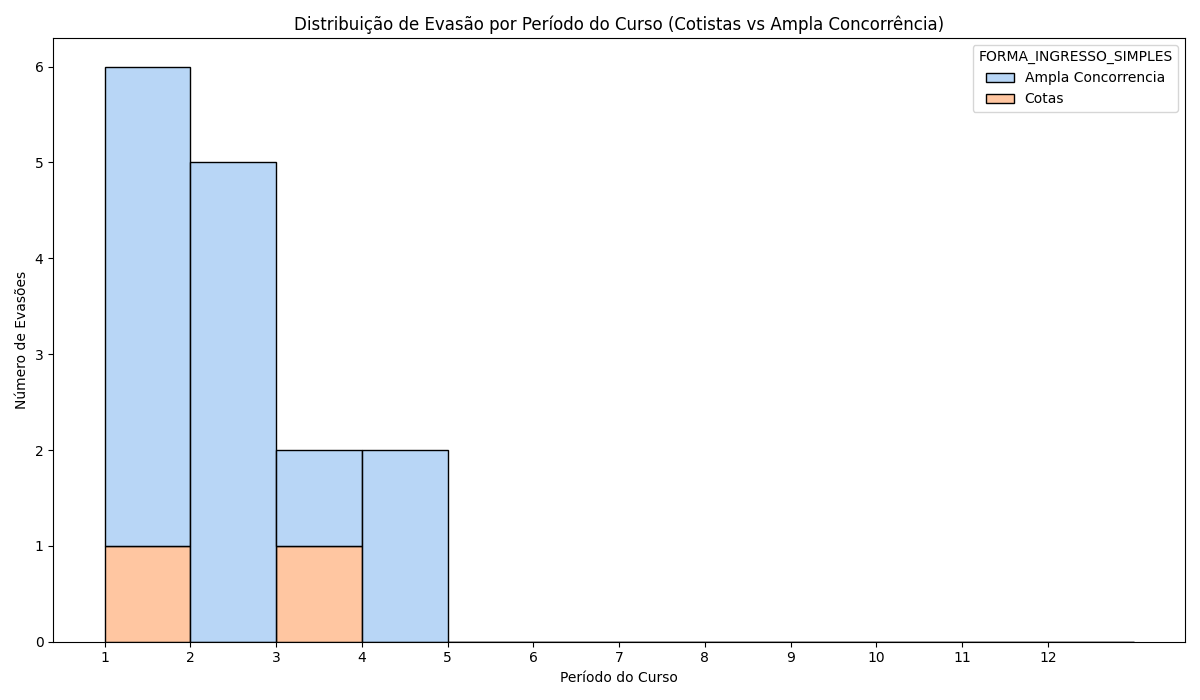 Distribuição de Evasão por Período do Curso (Cotistas vs Ampla Concorrência)
FORMA_INGRESSO_SIMPLES
Ampla Concorrencia
Cotas
Número de Evasões
6
5
4
3
2
1
0
1 2 3 4 5 6 7 8 9 10 11 12
Período do Curso